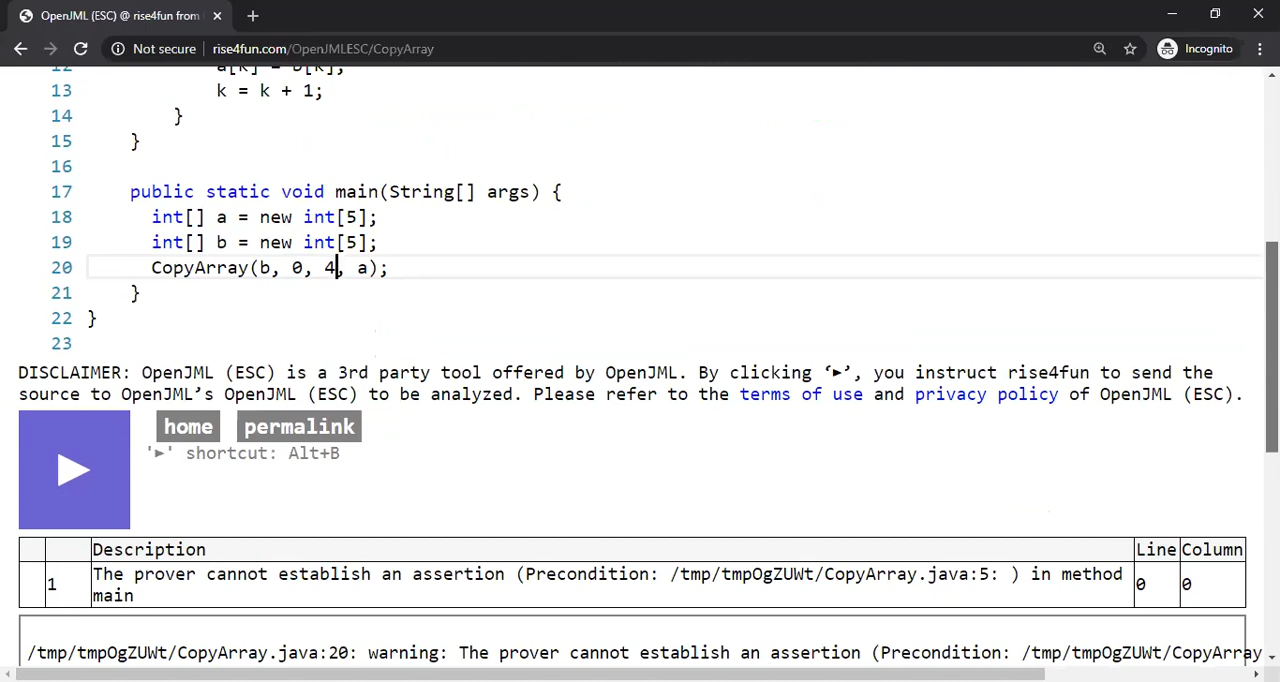 OpenJML (ESC) @ rise4fun from
Not secure rise4fun.com/OpenJMLESC/CopyArray Incognito
12 a[k] = b[k];
13 k = k + 1;
14 }
15 }
16
17 public static void main(String[] args) {
18 int[] a = new int[5];
19 int[] b = new int[5];
20 CopyArray(b, 0, 4, a);
21 }
22 }
23
DISCLAIMER: OpenJML (ESC) is a 3rd party tool offered by OpenJML. By clicking ‘►’, you instruct rise4fun to send the
source to OpenJML’s OpenJML (ESC) to be analyzed. Please refer to the terms of use and privacy policy of OpenJML (ESC).
home permalink
'►' shortcut: Alt+B
Description Line Column
1 The prover cannot establish an assertion (Precondition: /tmp/tmpOgZUWt/CopyArray.java:5: ) in method 0 0
main
/tmp/tmpOgZUWt/CopyArray.java:20: warning: The prover cannot establish an assertion (Precondition: /tmp/tmpOgZUWt/CopyArray